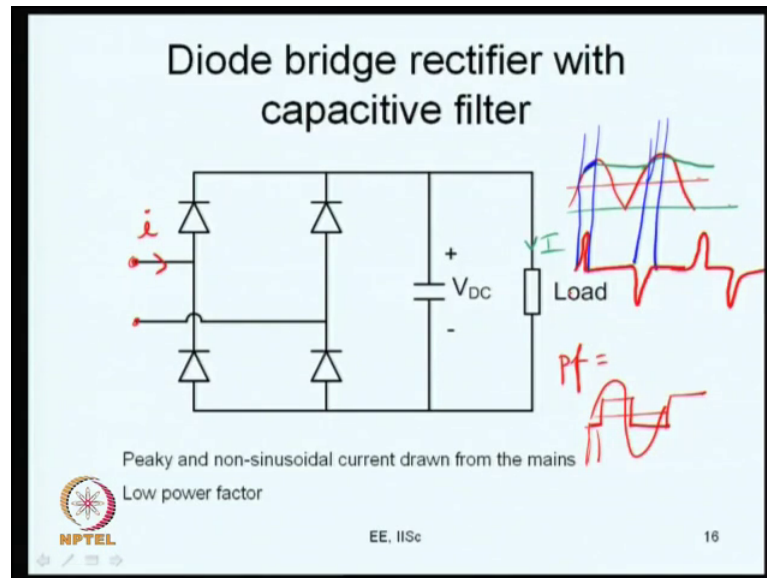 Diode bridge rectifier with
capacitive filter
i
I
+
V_DC
-
Load
pf =
Peaky and non-sinusoidal current drawn from the mains
Low power factor
NPTEL
EE, IISc
16